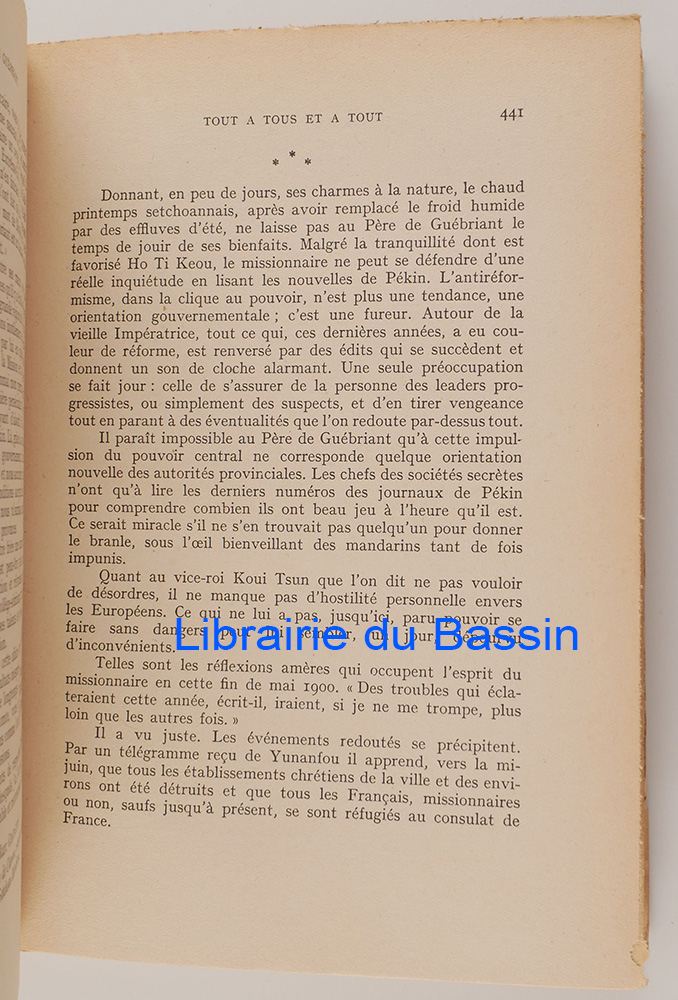 TOUT A TOUS ET A TOUT 441
* * *
Donnant, en peu de jours, ses charmes à la nature, le chaud
printemps setchoannais, après avoir remplacé le froid humide
par des effluves d'été, ne laisse pas au Père de Guébriant le
temps de jouir de ses bienfaits. Malgré la tranquillité dont est
favorisé Ho Ti Keou, le missionnaire ne peut se défendre d'une
réelle inquiétude en lisant les nouvelles de Pékin. L'antiréfor-
misme, dans la clique au pouvoir, n'est plus une tendance, une
orientation gouvernementale ; c'est une fureur. Autour de la
vieille Impératrice, tout ce qui, ces dernières années, a eu cou-
leur de réforme, est renversé par des édits qui se succèdent et
donnent un son de cloche alarmant. Une seule préoccupation
se fait jour : celle de s'assurer de la personne des leaders pro-
gressistes, ou simplement des suspects, et d'en tirer vengeance
tout en parant à des éventualités que l'on redoute par-dessus tout.
Il paraît impossible au Père de Guébriant qu'à cette impul-
sion du pouvoir central ne corresponde quelque orientation
nouvelle des autorités provinciales. Les chefs des sociétés secrètes
n'ont qu'à lire les derniers numéros des journaux de Pékin
pour comprendre combien ils ont beau jeu à l'heure qu'il est.
Ce serait miracle s'il ne s'en trouvait pas quelqu'un pour donner
le branle, sous l'œil bienveillant des mandarins tant de fois
impunis.
Quant au vice-roi Koui Tsun que l'on dit ne pas vouloir
de désordres, il ne manque pas d'hostilité personnelle envers
les Européens. Ce qui ne lui a pas, jusqu'ici, paru pouvoir se
faire sans dangers peut lui sembler, un jour, dépourvu
d'inconvénients.
Librairie du Bassin
Telles sont les réflexions amères qui occupent l'esprit du
missionnaire en cette fin de mai 1900. « Des troubles qui écla-
teraient cette année, écrit-il, iraient, si je ne me trompe, plus
loin que les autres fois. »
Il a vu juste. Les événements redoutés se précipitent.
Par un télégramme reçu de Yunanfou il apprend, vers la mi-
juin, que tous les établissements chrétiens de la ville et des envi-
rons ont été détruits et que tous les Français, missionnaires
ou non, saufs jusqu'à présent, se sont réfugiés au consulat de
France.